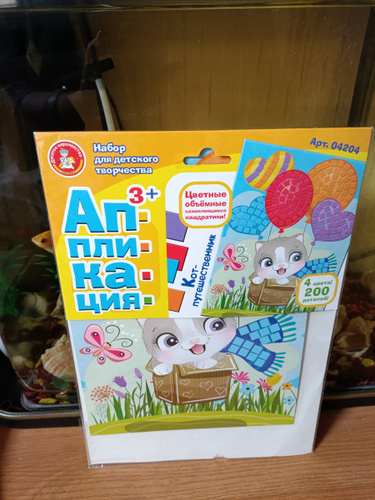 Набор
для детского
творчества
Арт. 04204
3+
Ап-
пли-
ка-
ция
Цветные
объёмные
самоклеящиеся
квадратики!
Кот-
путешественник
4 цвета!
200
деталей!